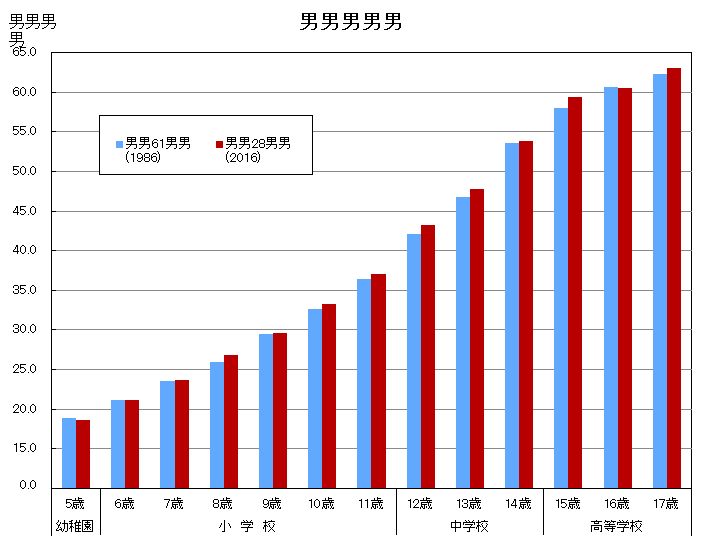 男男男男男
男男男
男
65.0
60.0
55.0
50.0
45.0
40.0
35.0
30.0
25.0
20.0
15.0
0.0
男男61男男
(1986)
男男28男男
(2016)
5歳 6歳 7歳 8歳 9歳 10歳 11歳 12歳 13歳 14歳 15歳 16歳 17歳
幼稚園 小 学 校 中学校 高等学校